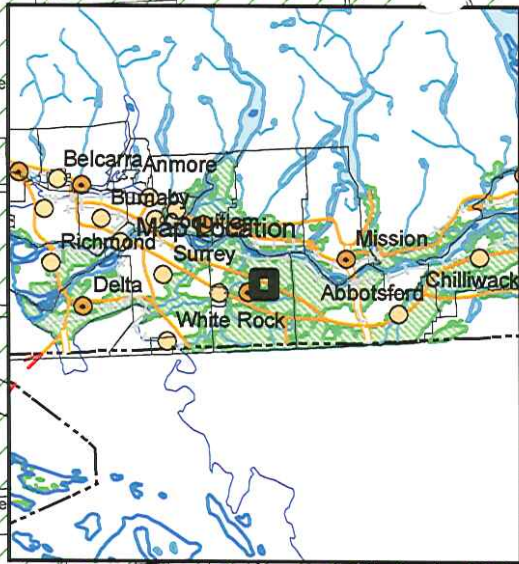 Belcarra Anmore
Burnaby
Coquitlam
Map Location
Richmond
Surrey
Mission
Delta
Abbotsford
Chilliwack
White Rock